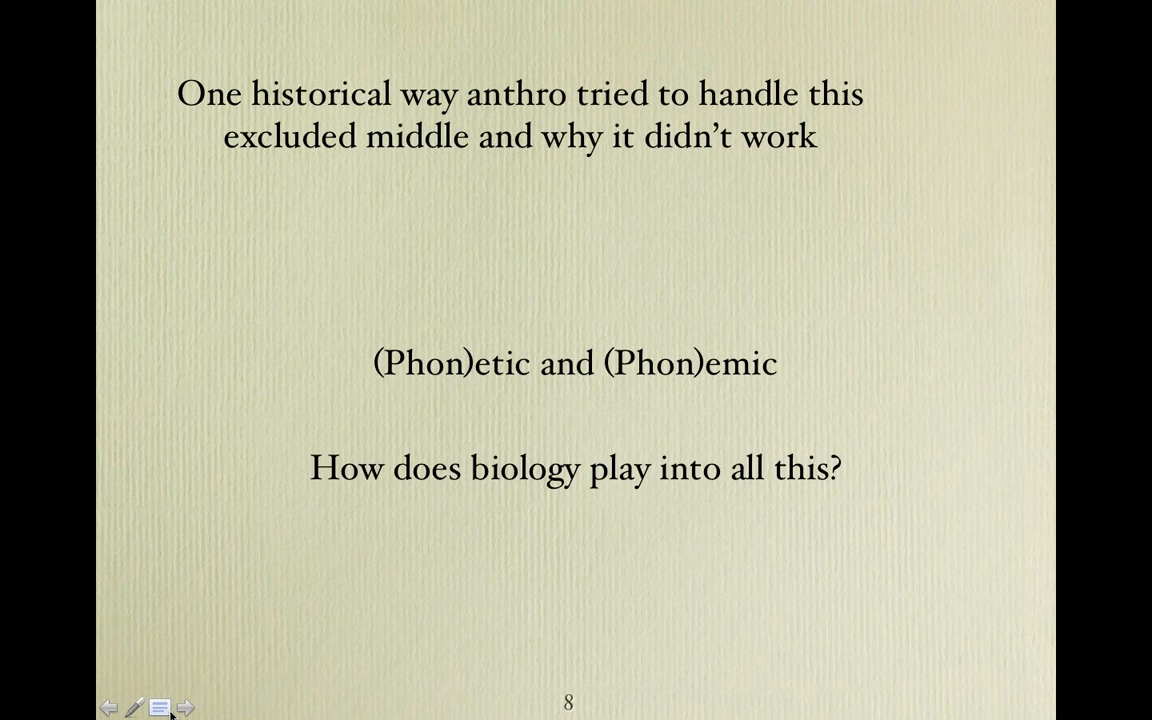 One historical way anthro tried to handle this
excluded middle and why it didn’t work
(Phon)etic and (Phon)emic
How does biology play into all this?
8